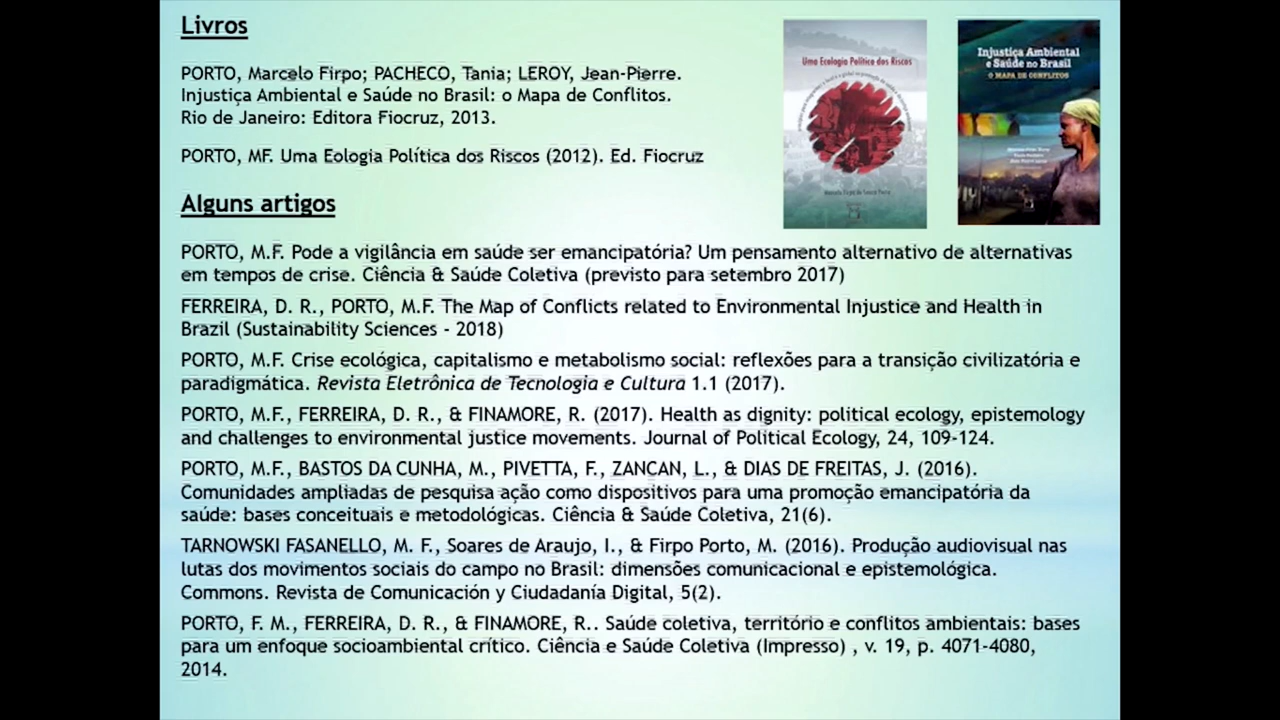 Livros
PORTO, Marcelo Firpo; PACHECO, Tania; LEROY, Jean-Pierre.
Injustiça Ambiental e Saúde no Brasil: o Mapa de Conflitos.
Rio de Janeiro: Editora Fiocruz, 2013.
PORTO, MF. Uma Eologia Política dos Riscos (2012). Ed. Fiocruz
Uma Ecologia Política dos Riscos
Injustiça Ambiental
e Saúde no Brasil
O MAPA DE CONFLITOS
Alguns artigos
PORTO, M.F. Pode a vigilância em saúde ser emancipatória? Um pensamento alternativo de alternativas
em tempos de crise. Ciência & Saúde Coletiva (previsto para setembro 2017)
FERREIRA, D. R., PORTO, M.F. The Map of Conflicts related to Environmental Injustice and Health in
Brazil (Sustainability Sciences - 2018)
PORTO, M.F. Crise ecológica, capitalismo e metabolismo social: reflexões para a transição civilizatória e
paradigmática. Revista Eletrônica de Tecnologia e Cultura 1.1 (2017).
PORTO, M.F., FERREIRA, D. R., & FINAMORE, R. (2017). Health as dignity: political ecology, epistemology
and challenges to environmental justice movements. Journal of Political Ecology, 24, 109-124.
PORTO, M.F., BASTOS DA CUNHA, M., PIVETTA, F., ZANCAN, L., & DIAS DE FREITAS, J. (2016).
Comunidades ampliadas de pesquisa ação como dispositivos para uma promoção emancipatória da
saúde: bases conceituais e metodológicas. Ciência & Saúde Coletiva, 21(6).
TARNOWSKI FASANELLO, M. F., Soares de Araujo, I., & Firpo Porto, M. (2016). Produção audiovisual nas
lutas dos movimentos sociais do campo no Brasil: dimensões comunicacional e epistemológica.
Commons. Revista de Comunicación y Ciudadanía Digital, 5(2).
PORTO, F. M., FERREIRA, D. R., & FINAMORE, R.. Saúde coletiva, território e conflitos ambientais: bases
para um enfoque socioambiental crítico. Ciência e Saúde Coletiva (Impresso) , v. 19, p. 4071-4080,
2014.